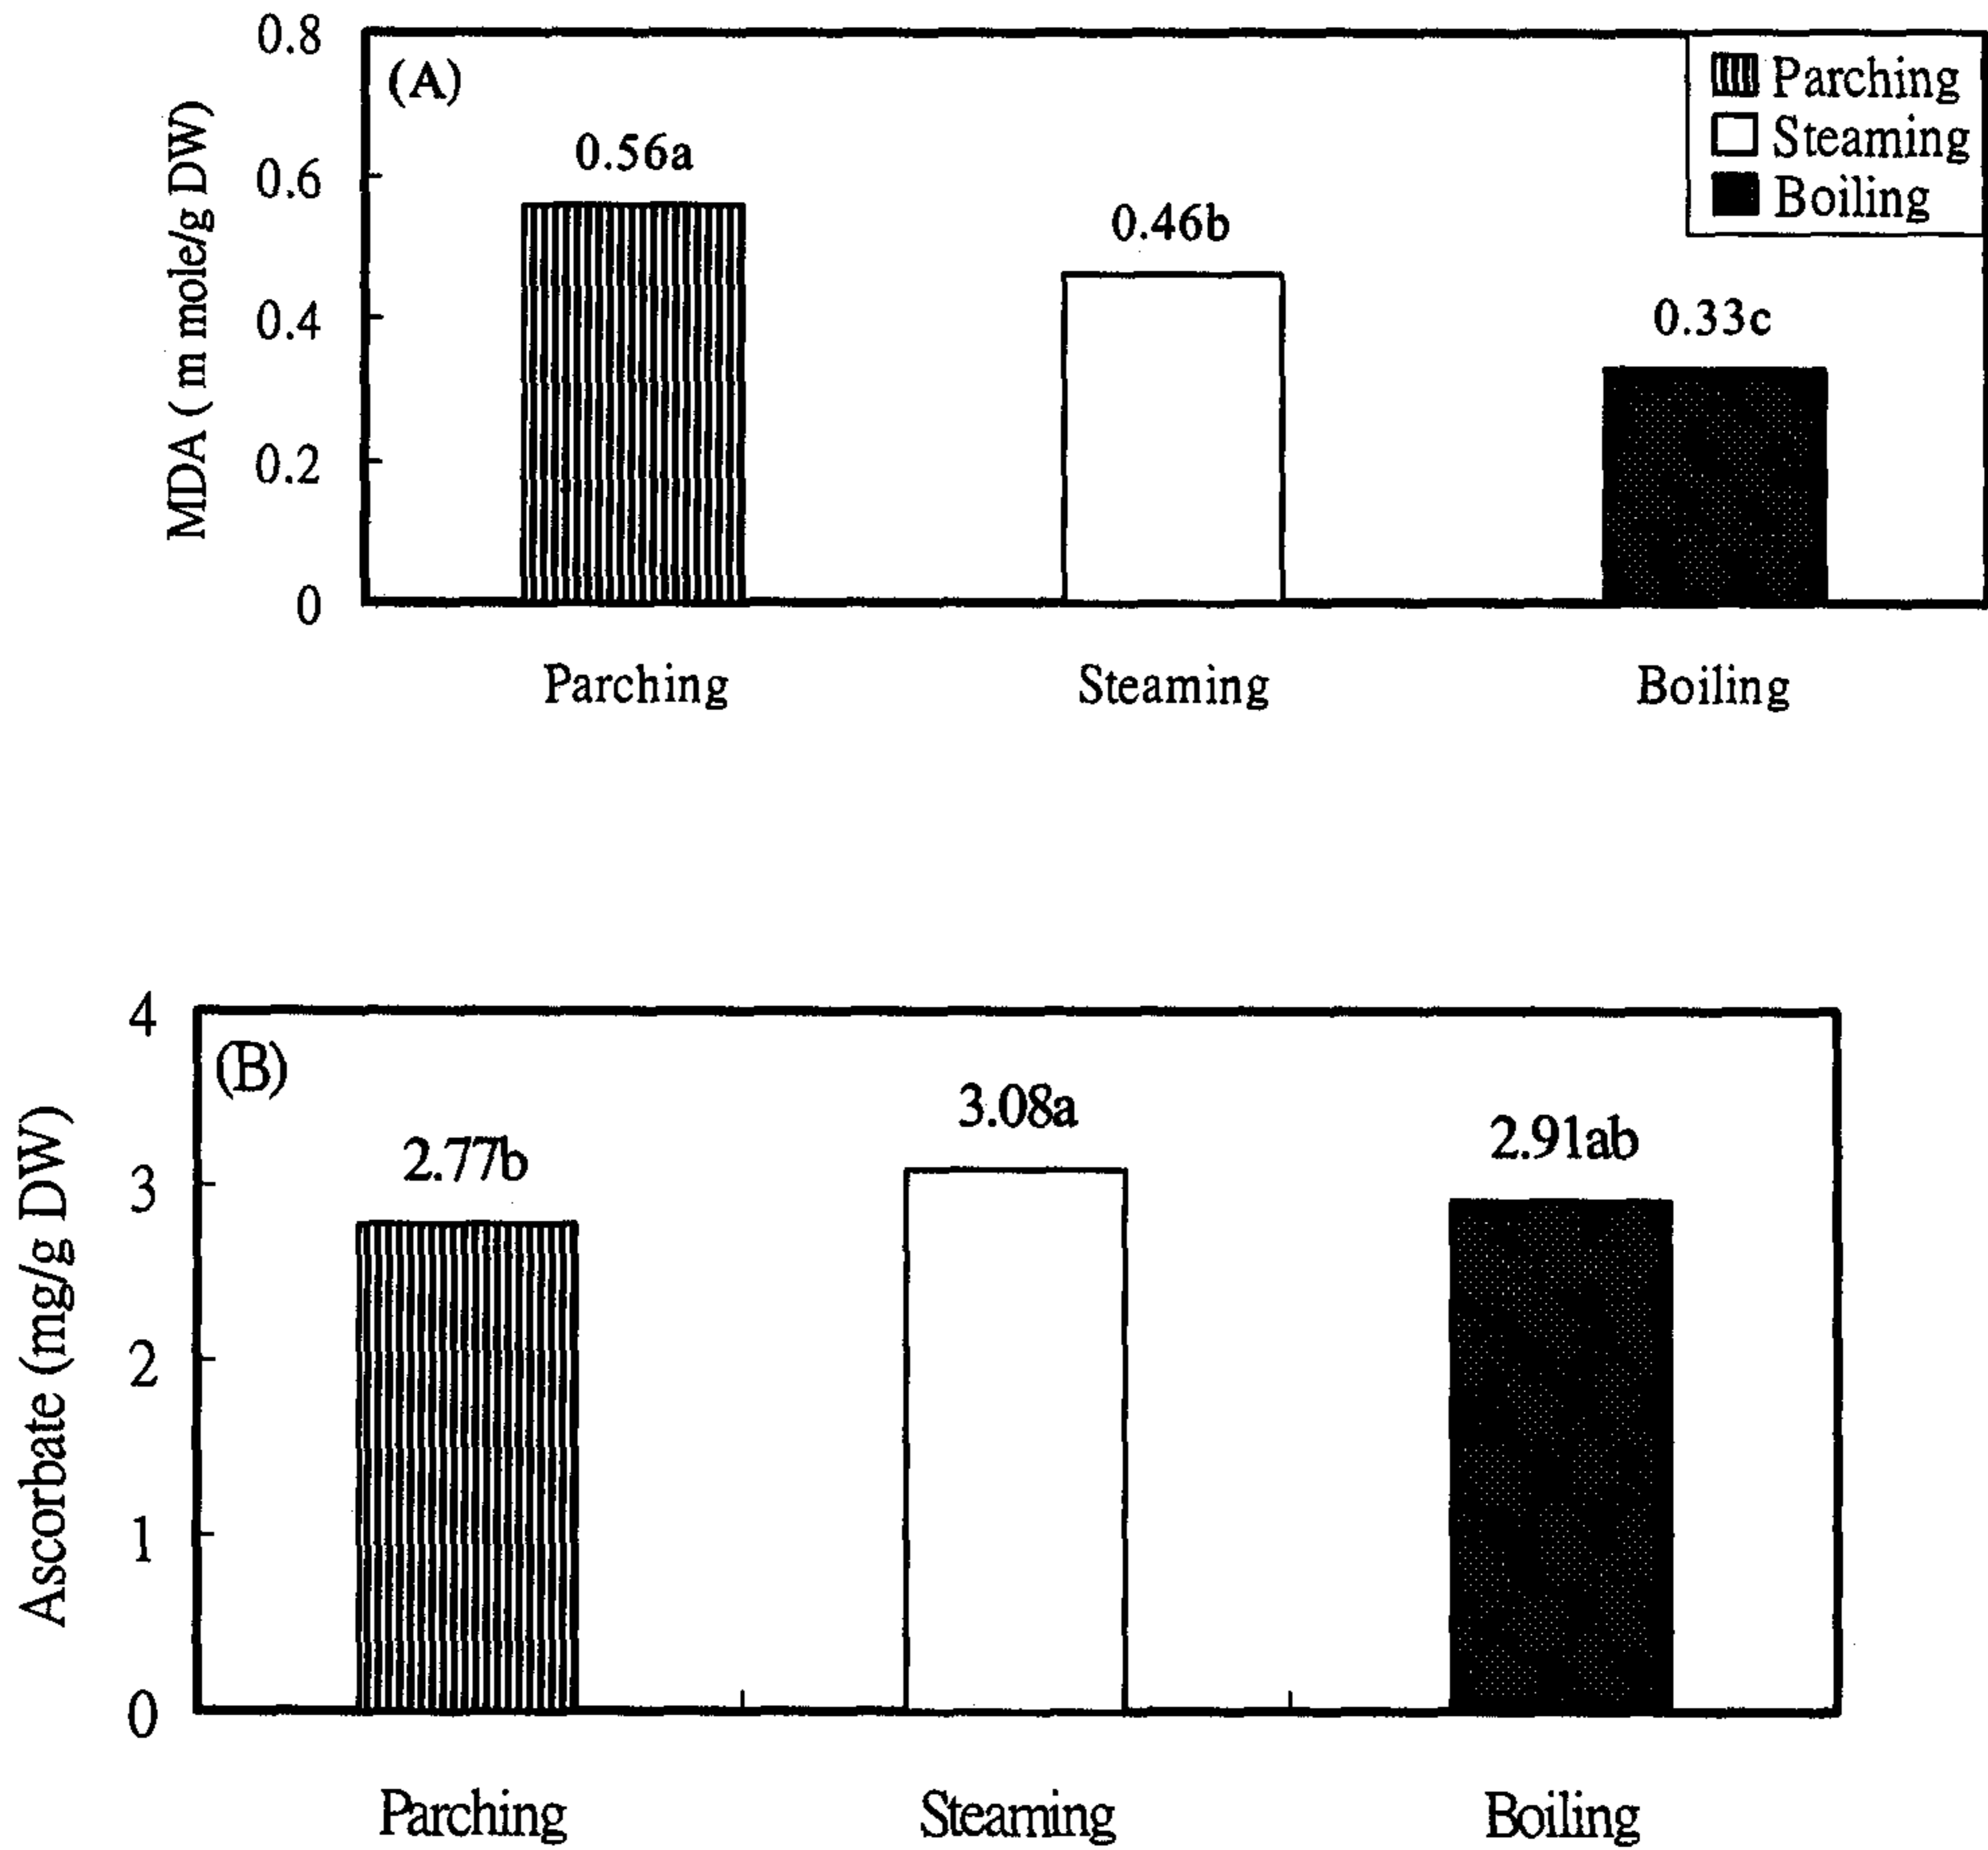 0.8
(A)
Parching
Steaming
Boiling
0.56a
0.6
0.46b
0.4
0.33c
0.2
0
MDA ( m mole/g DW)
Parching
Steaming
Boiling
4
(B)
3.08a
2.91ab
2.77b
3
2
1
0
Ascorbate (mg/g DW)
Parching
Steaming
Boiling